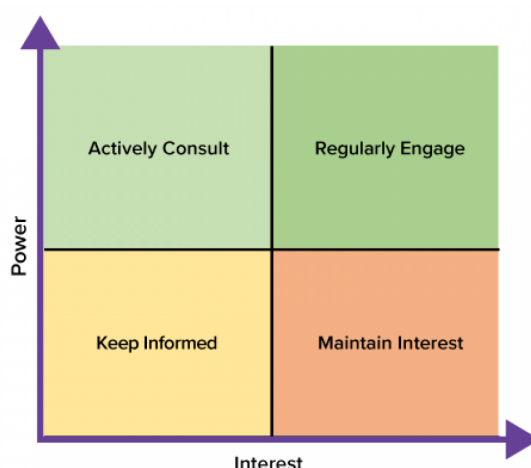 Actively Consult
Regularly Engage
Power
Keep Informed
Maintain Interest
Interest